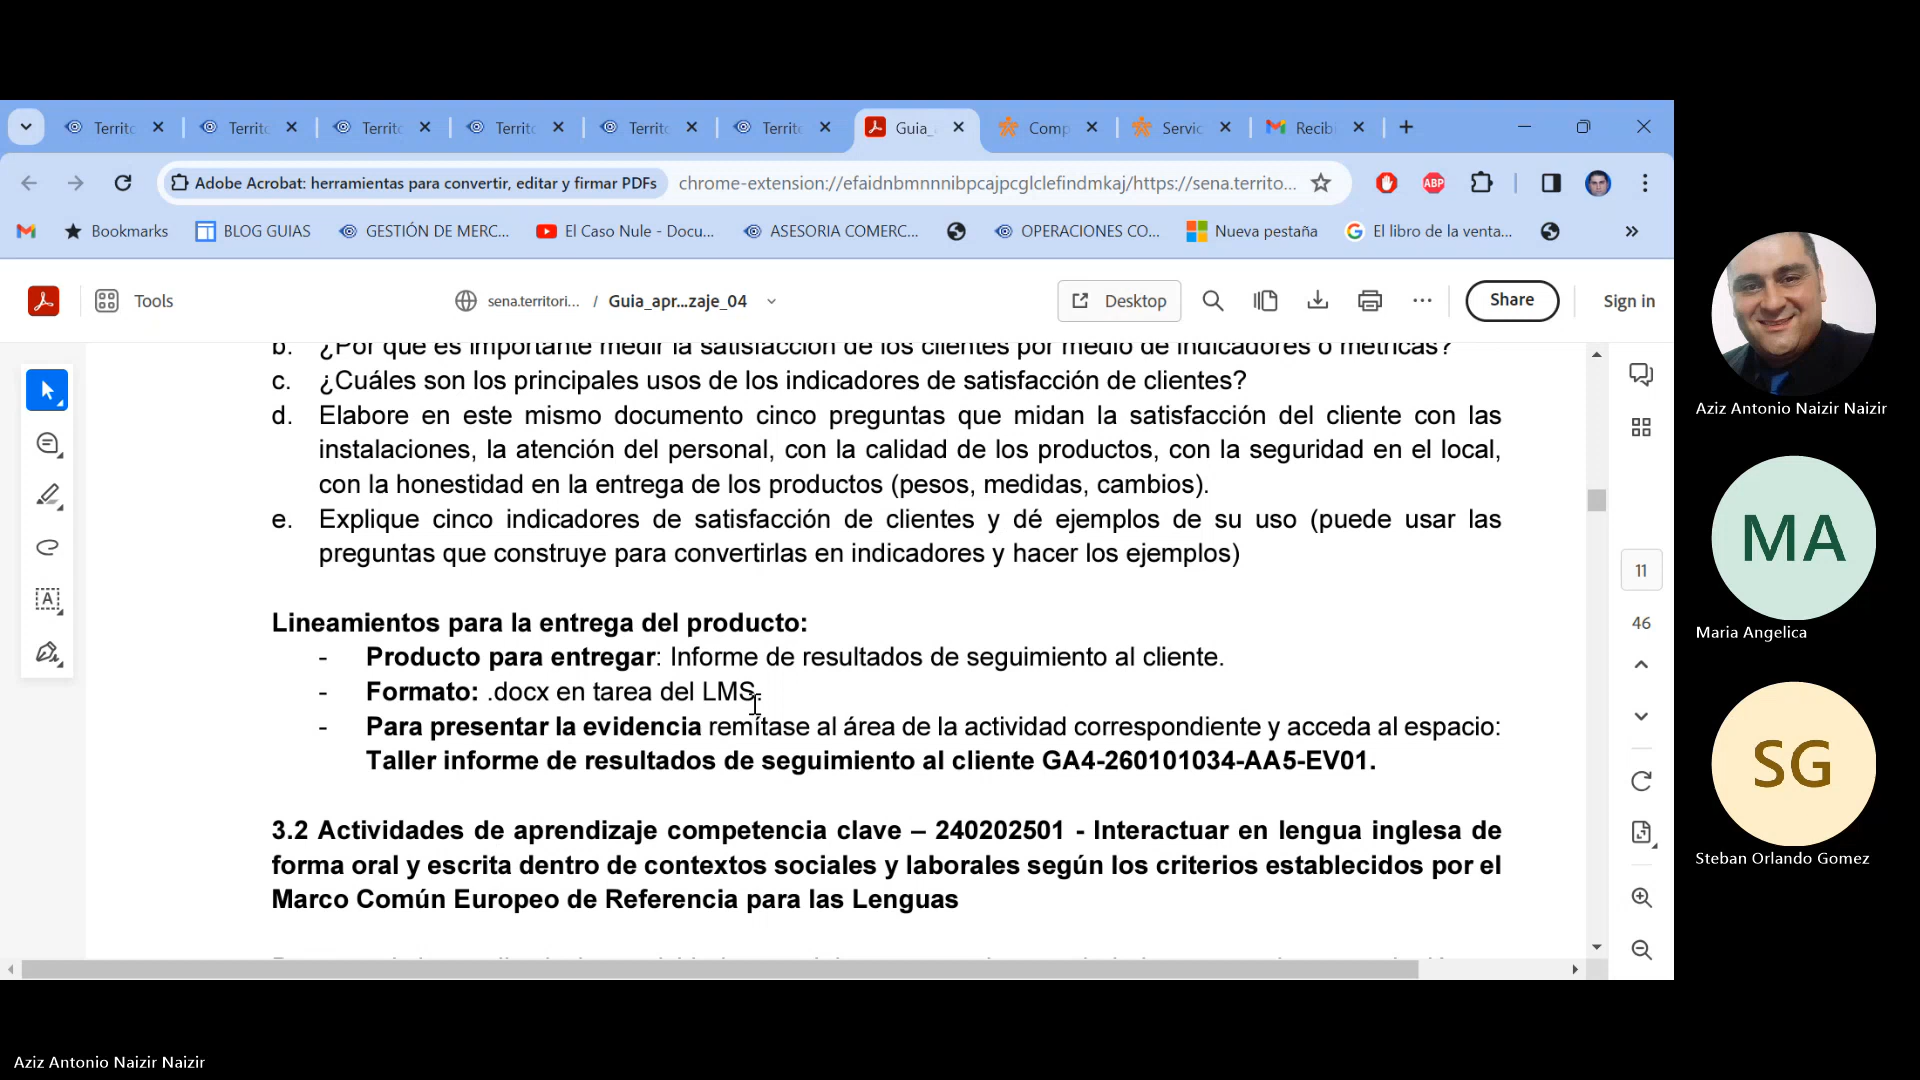 Territo
Territo
Territo
Territo
Territo
Territo
Guia_
Comp
Servic
Recibi
Adobe Acrobat: herramientas para convertir, editar y firmar PDFs
chrome-extension://efaidnbmnnnibpcajpcglclefindmkaj/https://sena.territo...
ABP
Bookmarks
BLOG GUIAS
GESTIÓN DE MERC...
El Caso Nule - Docu...
ASESORIA COMERC...
OPERACIONES CO...
Nueva pestaña
El libro de la venta...
Tools
sena.territori... / Guia_apr...zaje_04
Desktop
Share
Sign in
b. ¿Por qué es importante medir la satisfacción de los clientes por medio de indicadores o métricas?
c. ¿Cuáles son los principales usos de los indicadores de satisfacción de clientes?
d. Elabore en este mismo documento cinco preguntas que midan la satisfacción del cliente con las
instalaciones, la atención del personal, con la calidad de los productos, con la seguridad en el local,
con la honestidad en la entrega de los productos (pesos, medidas, cambios).
e. Explique cinco indicadores de satisfacción de clientes y dé ejemplos de su uso (puede usar las
preguntas que construye para convertirlas en indicadores y hacer los ejemplos)
Lineamientos para la entrega del producto:
- Producto para entregar: Informe de resultados de seguimiento al cliente.
- Formato: .docx en tarea del LMS.
- Para presentar la evidencia remítase al área de la actividad correspondiente y acceda al espacio:
Taller informe de resultados de seguimiento al cliente GA4-260101034-AA5-EV01.
3.2 Actividades de aprendizaje competencia clave – 240202501 - Interactuar en lengua inglesa de
forma oral y escrita dentro de contextos sociales y laborales según los criterios establecidos por el
Marco Común Europeo de Referencia para las Lenguas
11
46
Aziz Antonio Naizir Naizir
MA
Maria Angelica
SG
Steban Orlando Gomez
Aziz Antonio Naizir Naizir